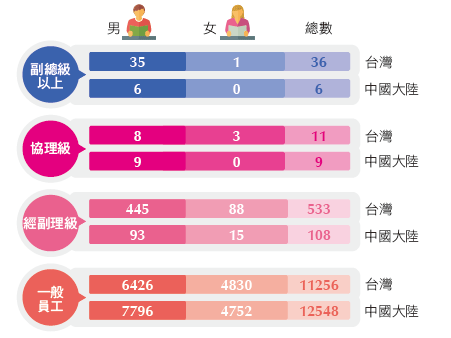 男 女 總數
副總級
以上
35 1 36 台灣
6 0 6 中國大陸
協理級
8 3 11 台灣
9 0 9 中國大陸
經副理級
445 88 533 台灣
93 15 108 中國大陸
一般
員工
6426 4830 11256 台灣
7796 4752 12548 中國大陸